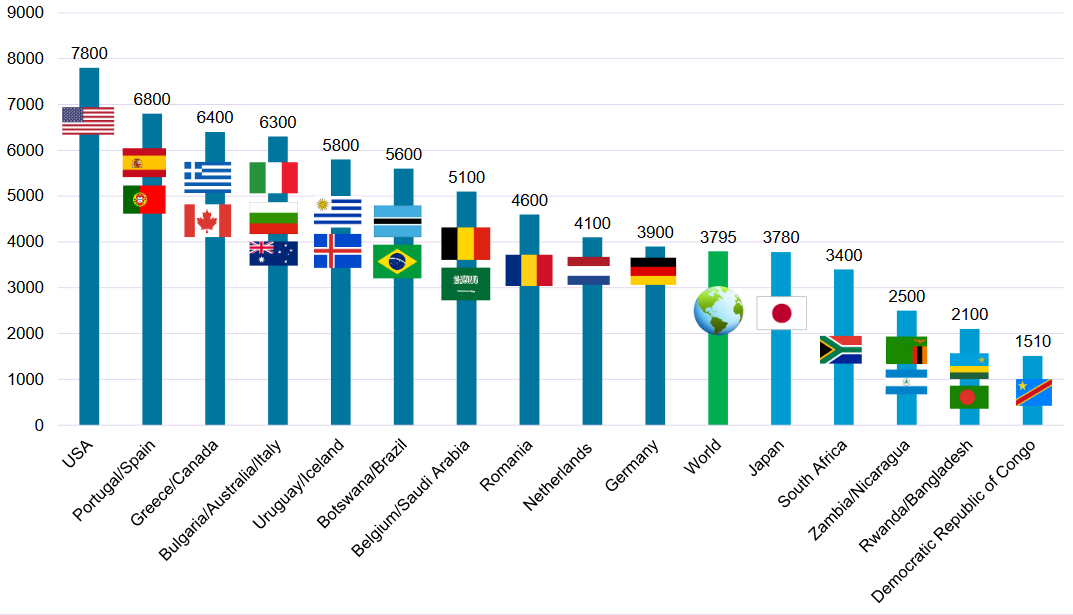 9000
8000
7000
6000
5000
4000
3000
2000
1000
0
7800
6800
6400
6300
5800
5600
5100
4600
4100
3900
3795
3780
3400
2500
2100
1510
USA
Portugal/Spain
Greece/Canada
Bulgaria/Australia/Italy
Uruguay/Iceland
Botswana/Brazil
Belgium/Saudi Arabia
Romania
Netherlands
Germany
World
Japan
South Africa
Zambia/Nicaragua
Rwanda/Bangladesh
Democratic Republic of Congo